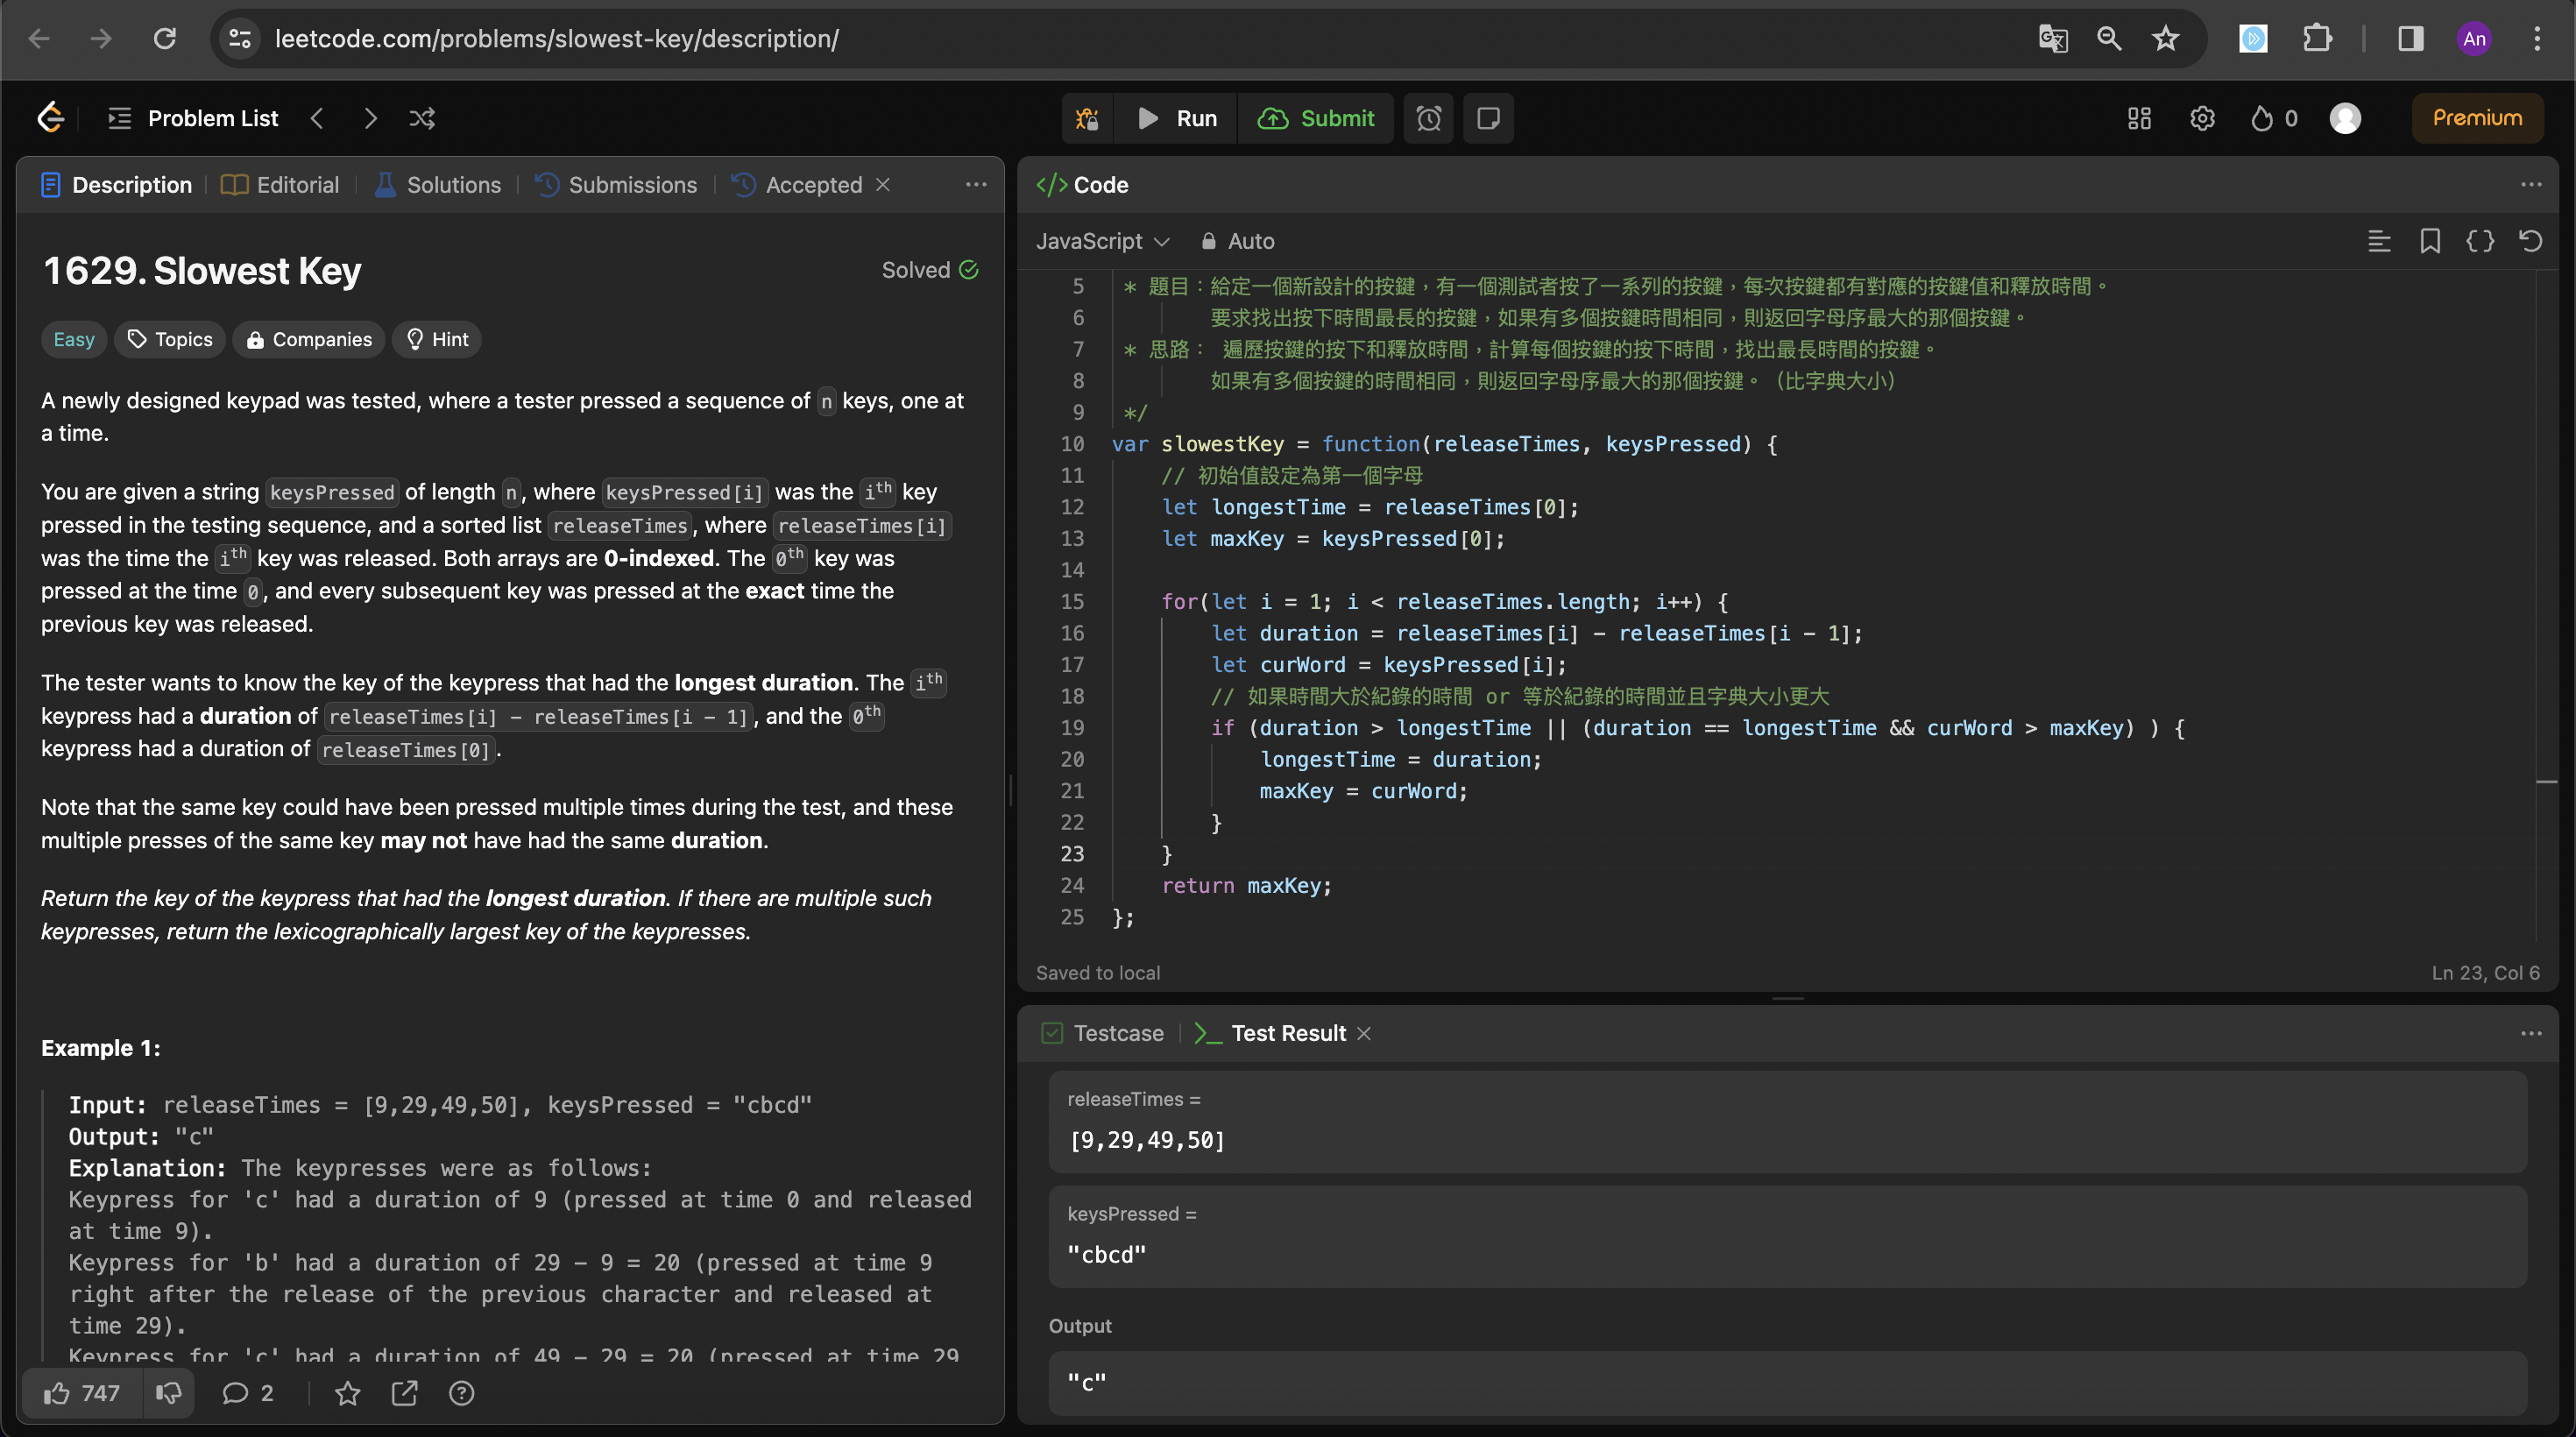 leetcode.com/problems/slowest-key/description/
An
Problem List
Run
Submit
0
Premium
Description
Editorial
Solutions
Submissions
Accepted
1629. Slowest Key
Solved
Easy
Topics
Companies
Hint
A newly designed keypad was tested, where a tester pressed a sequence of n keys, one at
a time.
You are given a string keysPressed of length n, where keysPressed[i] was the ith key
pressed in the testing sequence, and a sorted list releaseTimes, where releaseTimes[i]
was the time the ith key was released. Both arrays are 0-indexed. The 0th key was
pressed at the time 0, and every subsequent key was pressed at the exact time the
previous key was released.
The tester wants to know the key of the keypress that had the longest duration. The ith
keypress had a duration of releaseTimes[i] - releaseTimes[i - 1], and the 0th
keypress had a duration of releaseTimes[0].
Note that the same key could have been pressed multiple times during the test, and these
multiple presses of the same key may not have had the same duration.
Return the key of the keypress that had the longest duration. If there are multiple such
keypresses, return the lexicographically largest key of the keypresses.
Example 1:
Input: releaseTimes = [9,29,49,50], keysPressed = "cbcd"
Output: "c"
Explanation: The keypresses were as follows:
Keypress for 'c' had a duration of 9 (pressed at time 0 and released
at time 9).
Keypress for 'b' had a duration of 29 - 9 = 20 (pressed at time 9
right after the release of the previous character and released at
time 29).
Keypress for 'c' had a duration of 49 - 29 = 20 (pressed at time 29
747
2
</> Code
JavaScript
Auto
5 * 題目：給定一個新設計的按鍵，有一個測試者按了一系列的按鍵，每次按鍵都有對應的按鍵值和釋放時間。
6 要求找出按下時間最長的按鍵，如果有多個按鍵時間相同，則返回字母序最大的那個按鍵。
7 * 思路： 遍歷按鍵的按下和釋放時間，計算每個按鍵的按下時間，找出最長時間的按鍵。
8 如果有多個按鍵的時間相同，則返回字母序最大的那個按鍵。（比字典大小）
9 */
10 var slowestKey = function(releaseTimes, keysPressed) {
11 // 初始值設定為第一個字母
12 let longestTime = releaseTimes[0];
13 let maxKey = keysPressed[0];
14
15 for(let i = 1; i < releaseTimes.length; i++) {
16 let duration = releaseTimes[i] - releaseTimes[i - 1];
17 let curWord = keysPressed[i];
18 // 如果時間大於紀錄的時間 or 等於紀錄的時間並且字典大小更大
19 if (duration > longestTime || (duration == longestTime && curWord > maxKey) ) {
20 longestTime = duration;
21 maxKey = curWord;
22 }
23 }
24 return maxKey;
25 };
Saved to local
Ln 23, Col 6
Testcase
Test Result
releaseTimes =
[9,29,49,50]
keysPressed =
"cbcd"
Output
"c"